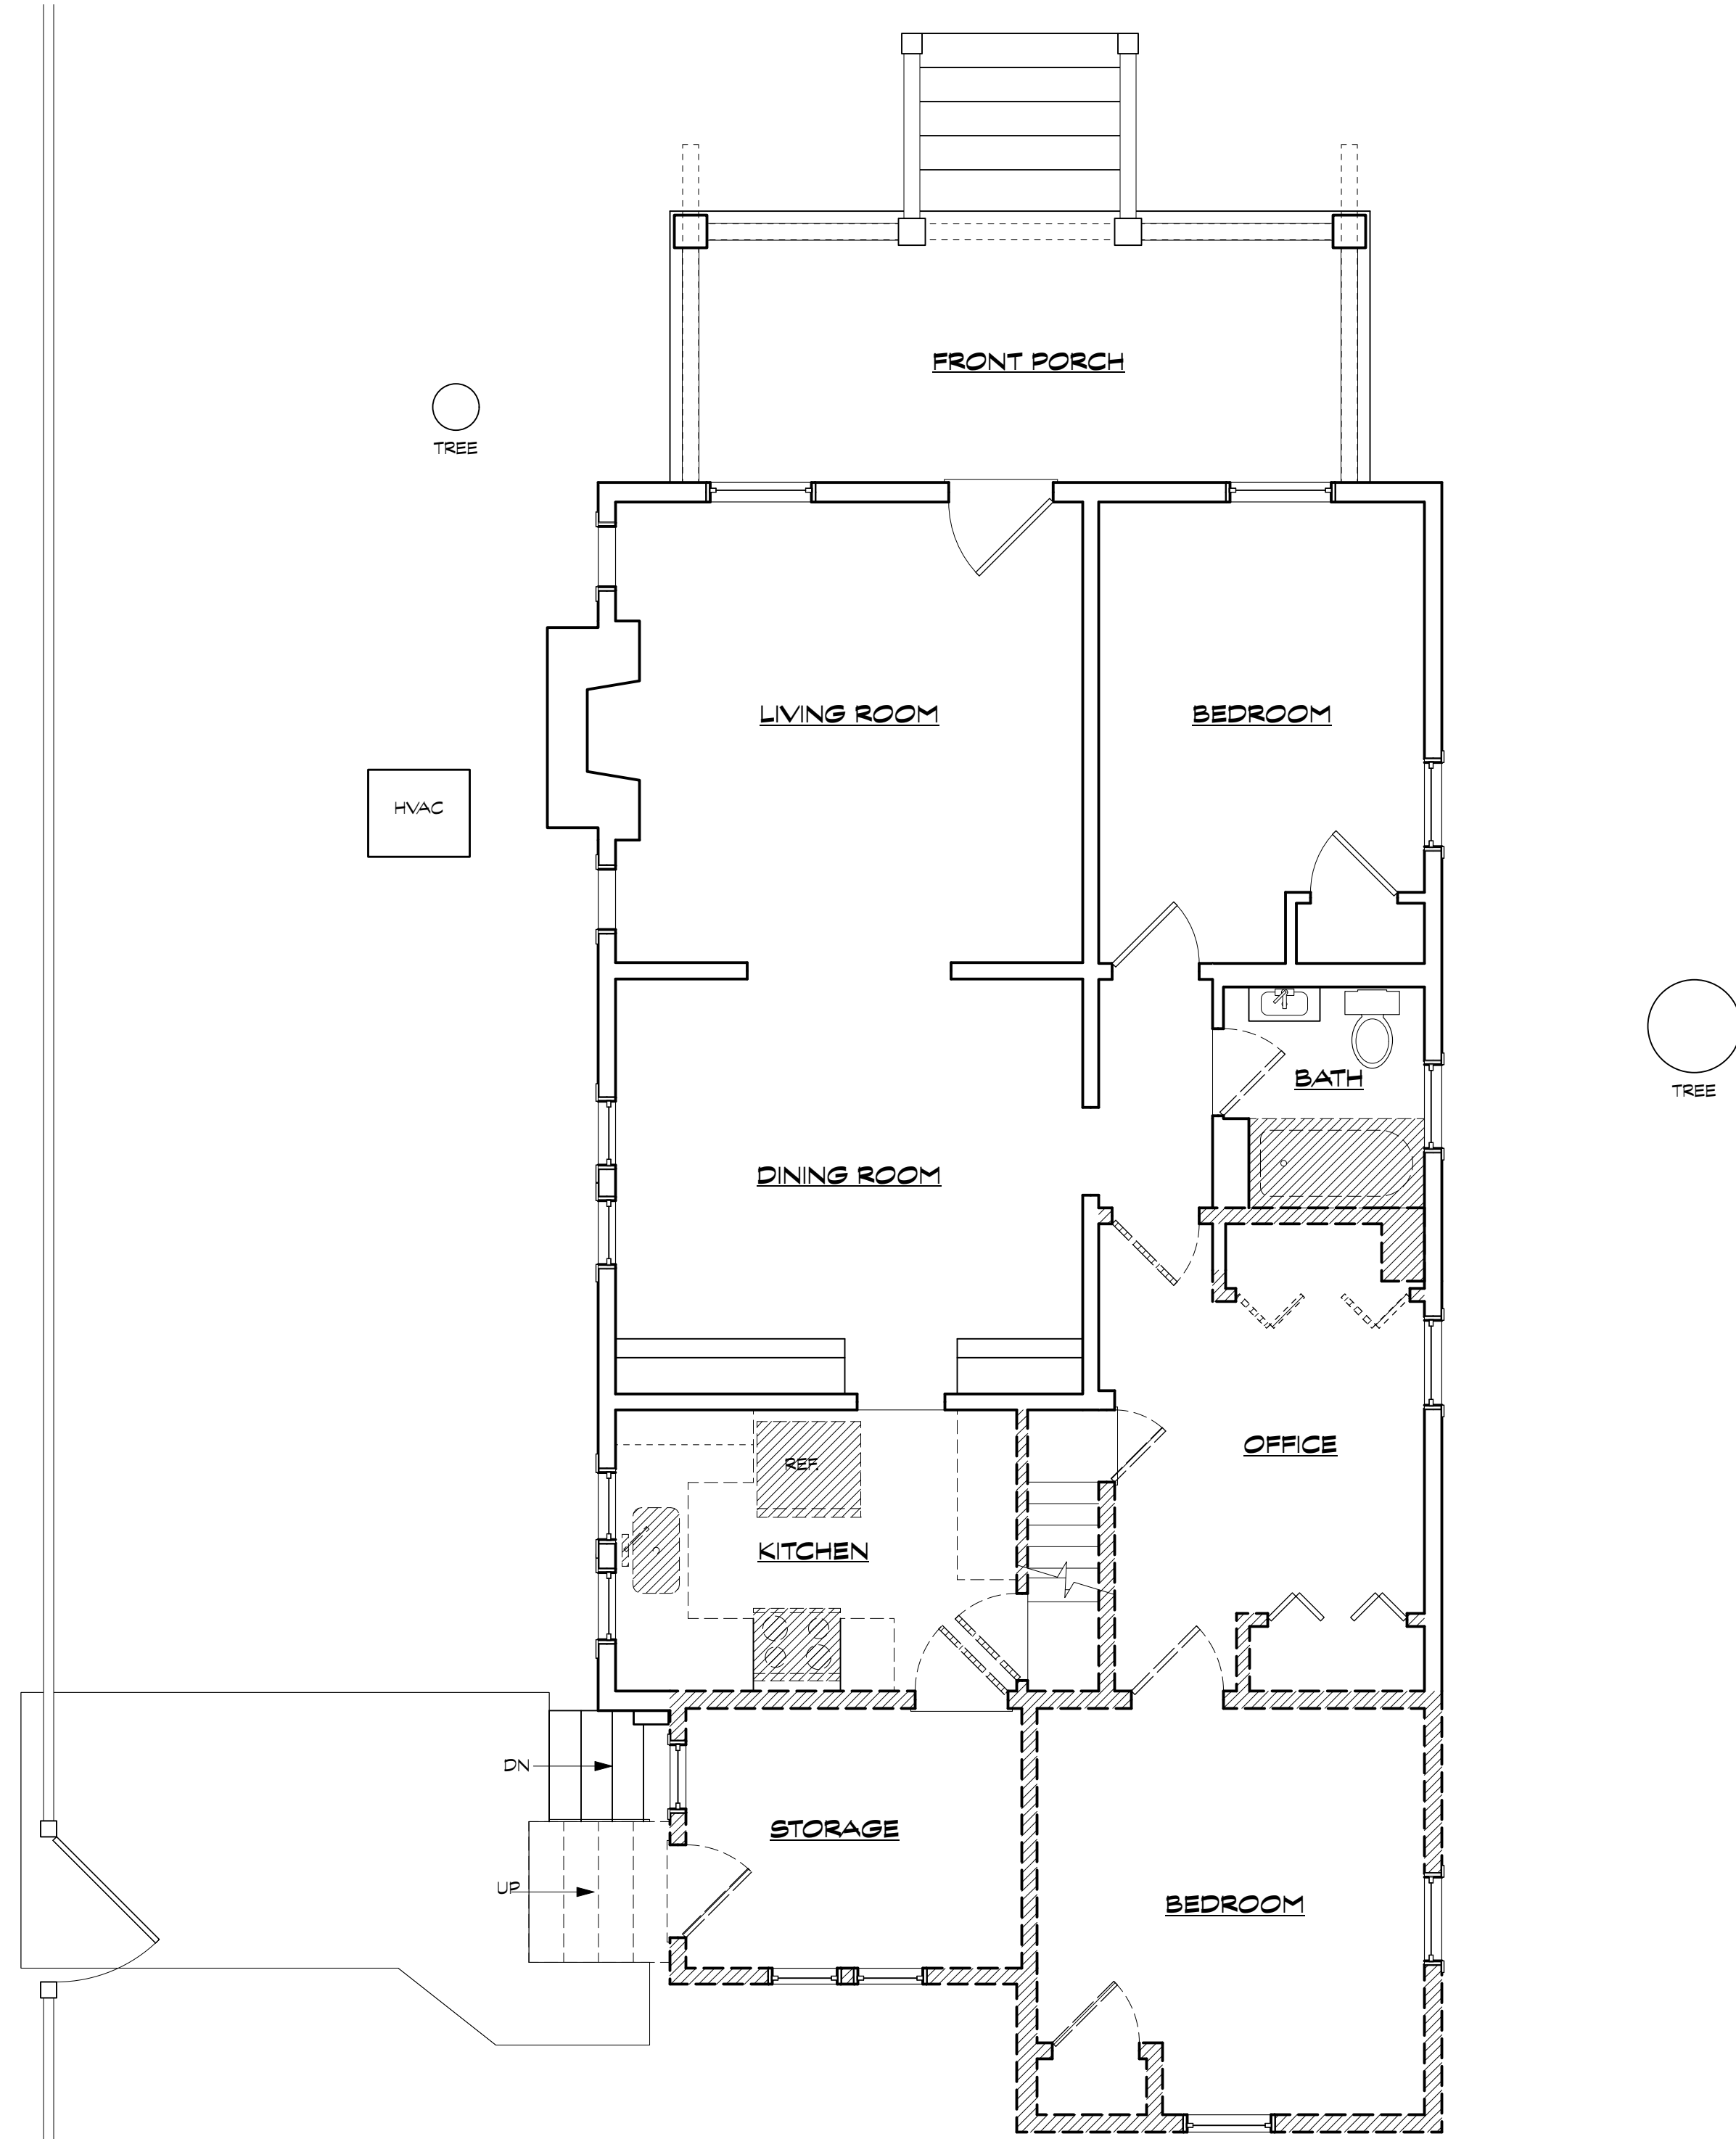 FRONT PORCH
TREE
LIVING ROOM
BEDROOM
HVAC
BATH
TREE
DINING ROOM
OFFICE
REF.
KITCHEN
DN
STORAGE
UP
BEDROOM